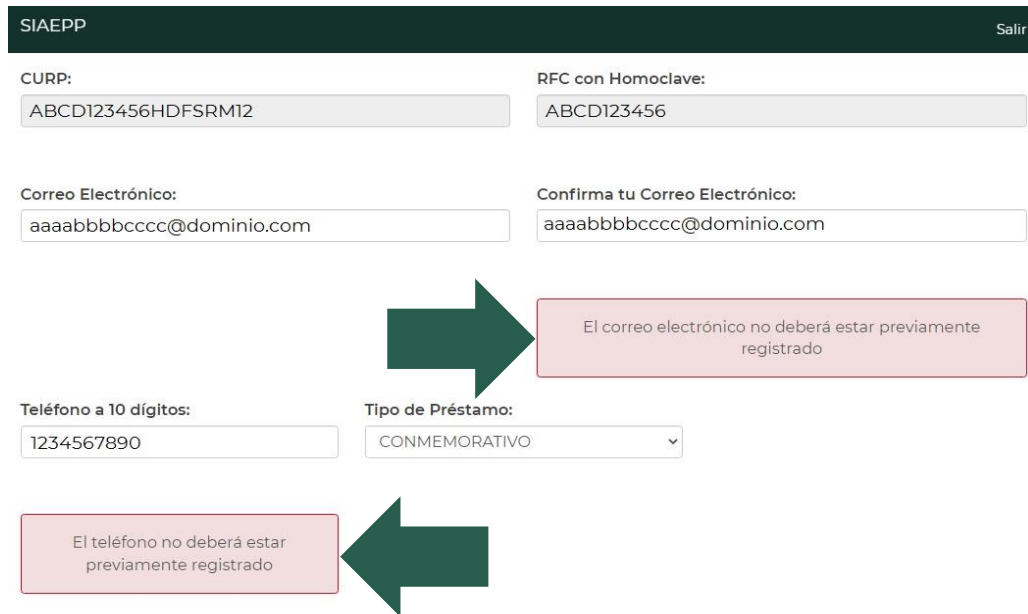 SIAEPP
Salir
CURP:
RFC con Homoclave:
ABCD123456HDFSRM12
ABCD123456
Correo Electrónico:
Confirma tu Correo Electrónico:
aaaabbbbcccc@dominio.com
aaaabbbbcccc@dominio.com
El correo electrónico no deberá estar previamente
registrado
Teléfono a 10 dígitos:
Tipo de Préstamo:
1234567890
CONMEMORATIVO
El teléfono no deberá estar
previamente registrado